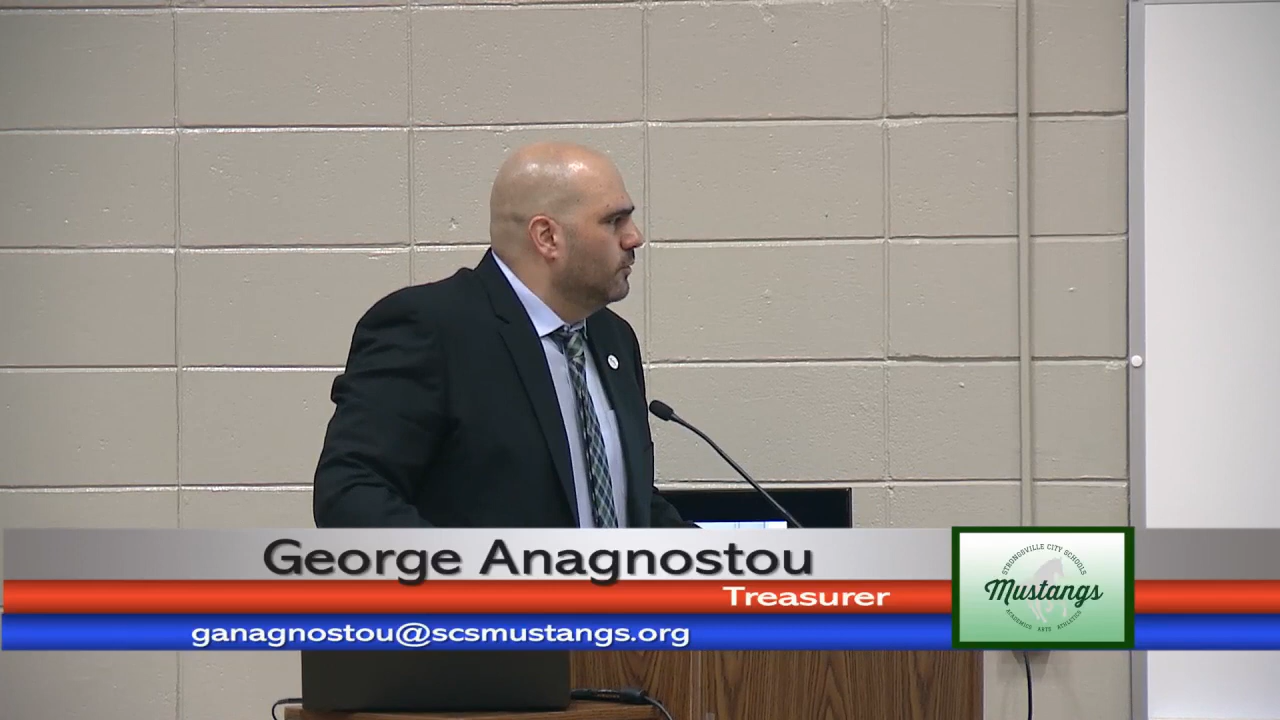 George Anagnostou
Treasurer
ganagnostou@scsmustangs.org
STRONGSVILLE CITY SCHOOLS
Mustangs
ACADEMICS ARTS ATHLETICS